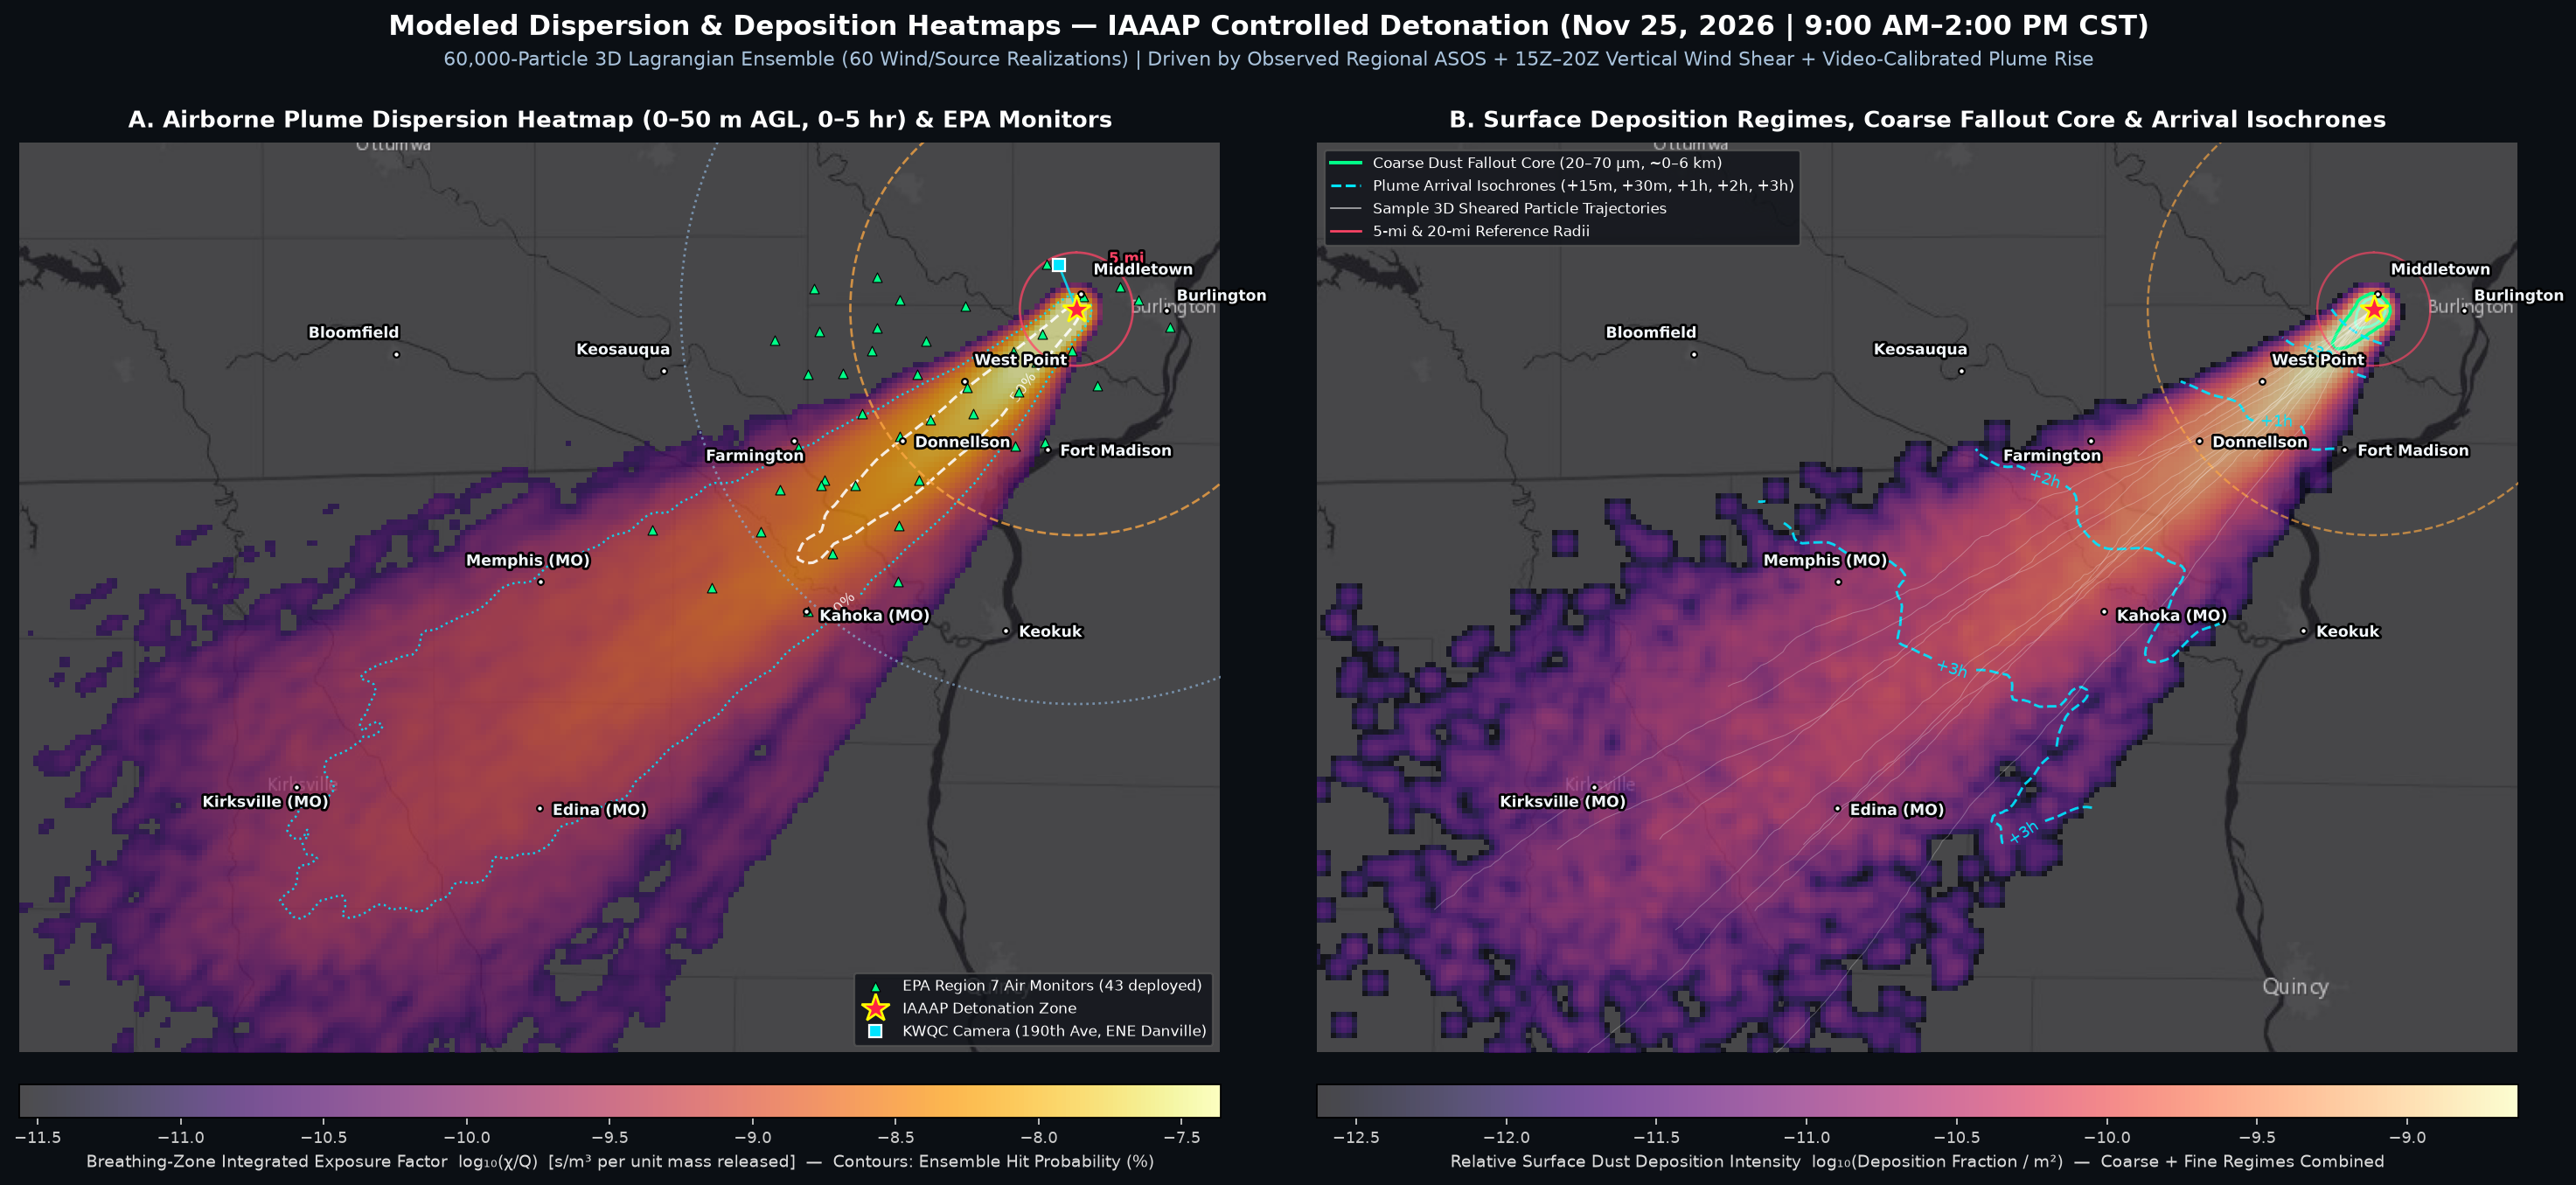 Modeled Dispersion & Deposition Heatmaps — IAAAP Controlled Detonation (Nov 25, 2026 | 9:00 AM–2:00 PM CST)
60,000-Particle 3D Lagrangian Ensemble (60 Wind/Source Realizations) | Driven by Observed Regional ASOS + 15Z–20Z Vertical Wind Shear + Video-Calibrated Plume Rise
A. Airborne Plume Dispersion Heatmap (0–50 m AGL, 0–5 hr) & EPA Monitors
Ottumwa
5 mi
Middletown
Burlington
Burlington
Bloomfield
Keosauqua
West Point
Donnellson
Farmington
Fort Madison
Memphis (MO)
Kahoka (MO)
Keokuk
Kirksville
Kirksville (MO)
Edina (MO)
EPA Region 7 Air Monitors (43 deployed)
IAAAP Detonation Zone
KWQC Camera (190th Ave, ENE Danville)
−11.5 −11.0 −10.5 −10.0 −9.5 −9.0 −8.5 −8.0 −7.5
Breathing-Zone Integrated Exposure Factor log₁₀(χ/Q) [s/m³ per unit mass released] — Contours: Ensemble Hit Probability (%)
B. Surface Deposition Regimes, Coarse Fallout Core & Arrival Isochrones
Ottumwa
Coarse Dust Fallout Core (20–70 µm, ~0–6 km)
Plume Arrival Isochrones (+15m, +30m, +1h, +2h, +3h)
Sample 3D Sheared Particle Trajectories
5-mi & 20-mi Reference Radii
Middletown
Burlington
Burlington
Bloomfield
Keosauqua
West Point
+1h
Donnellson
Farmington
Fort Madison
+2h
Memphis (MO)
Kahoka (MO)
Keokuk
+3h
Kirksville
Kirksville (MO)
Edina (MO)
+3h
Quincy
−12.5 −12.0 −11.5 −11.0 −10.5 −10.0 −9.5 −9.0
Relative Surface Dust Deposition Intensity log₁₀(Deposition Fraction / m²) — Coarse + Fine Regimes Combined